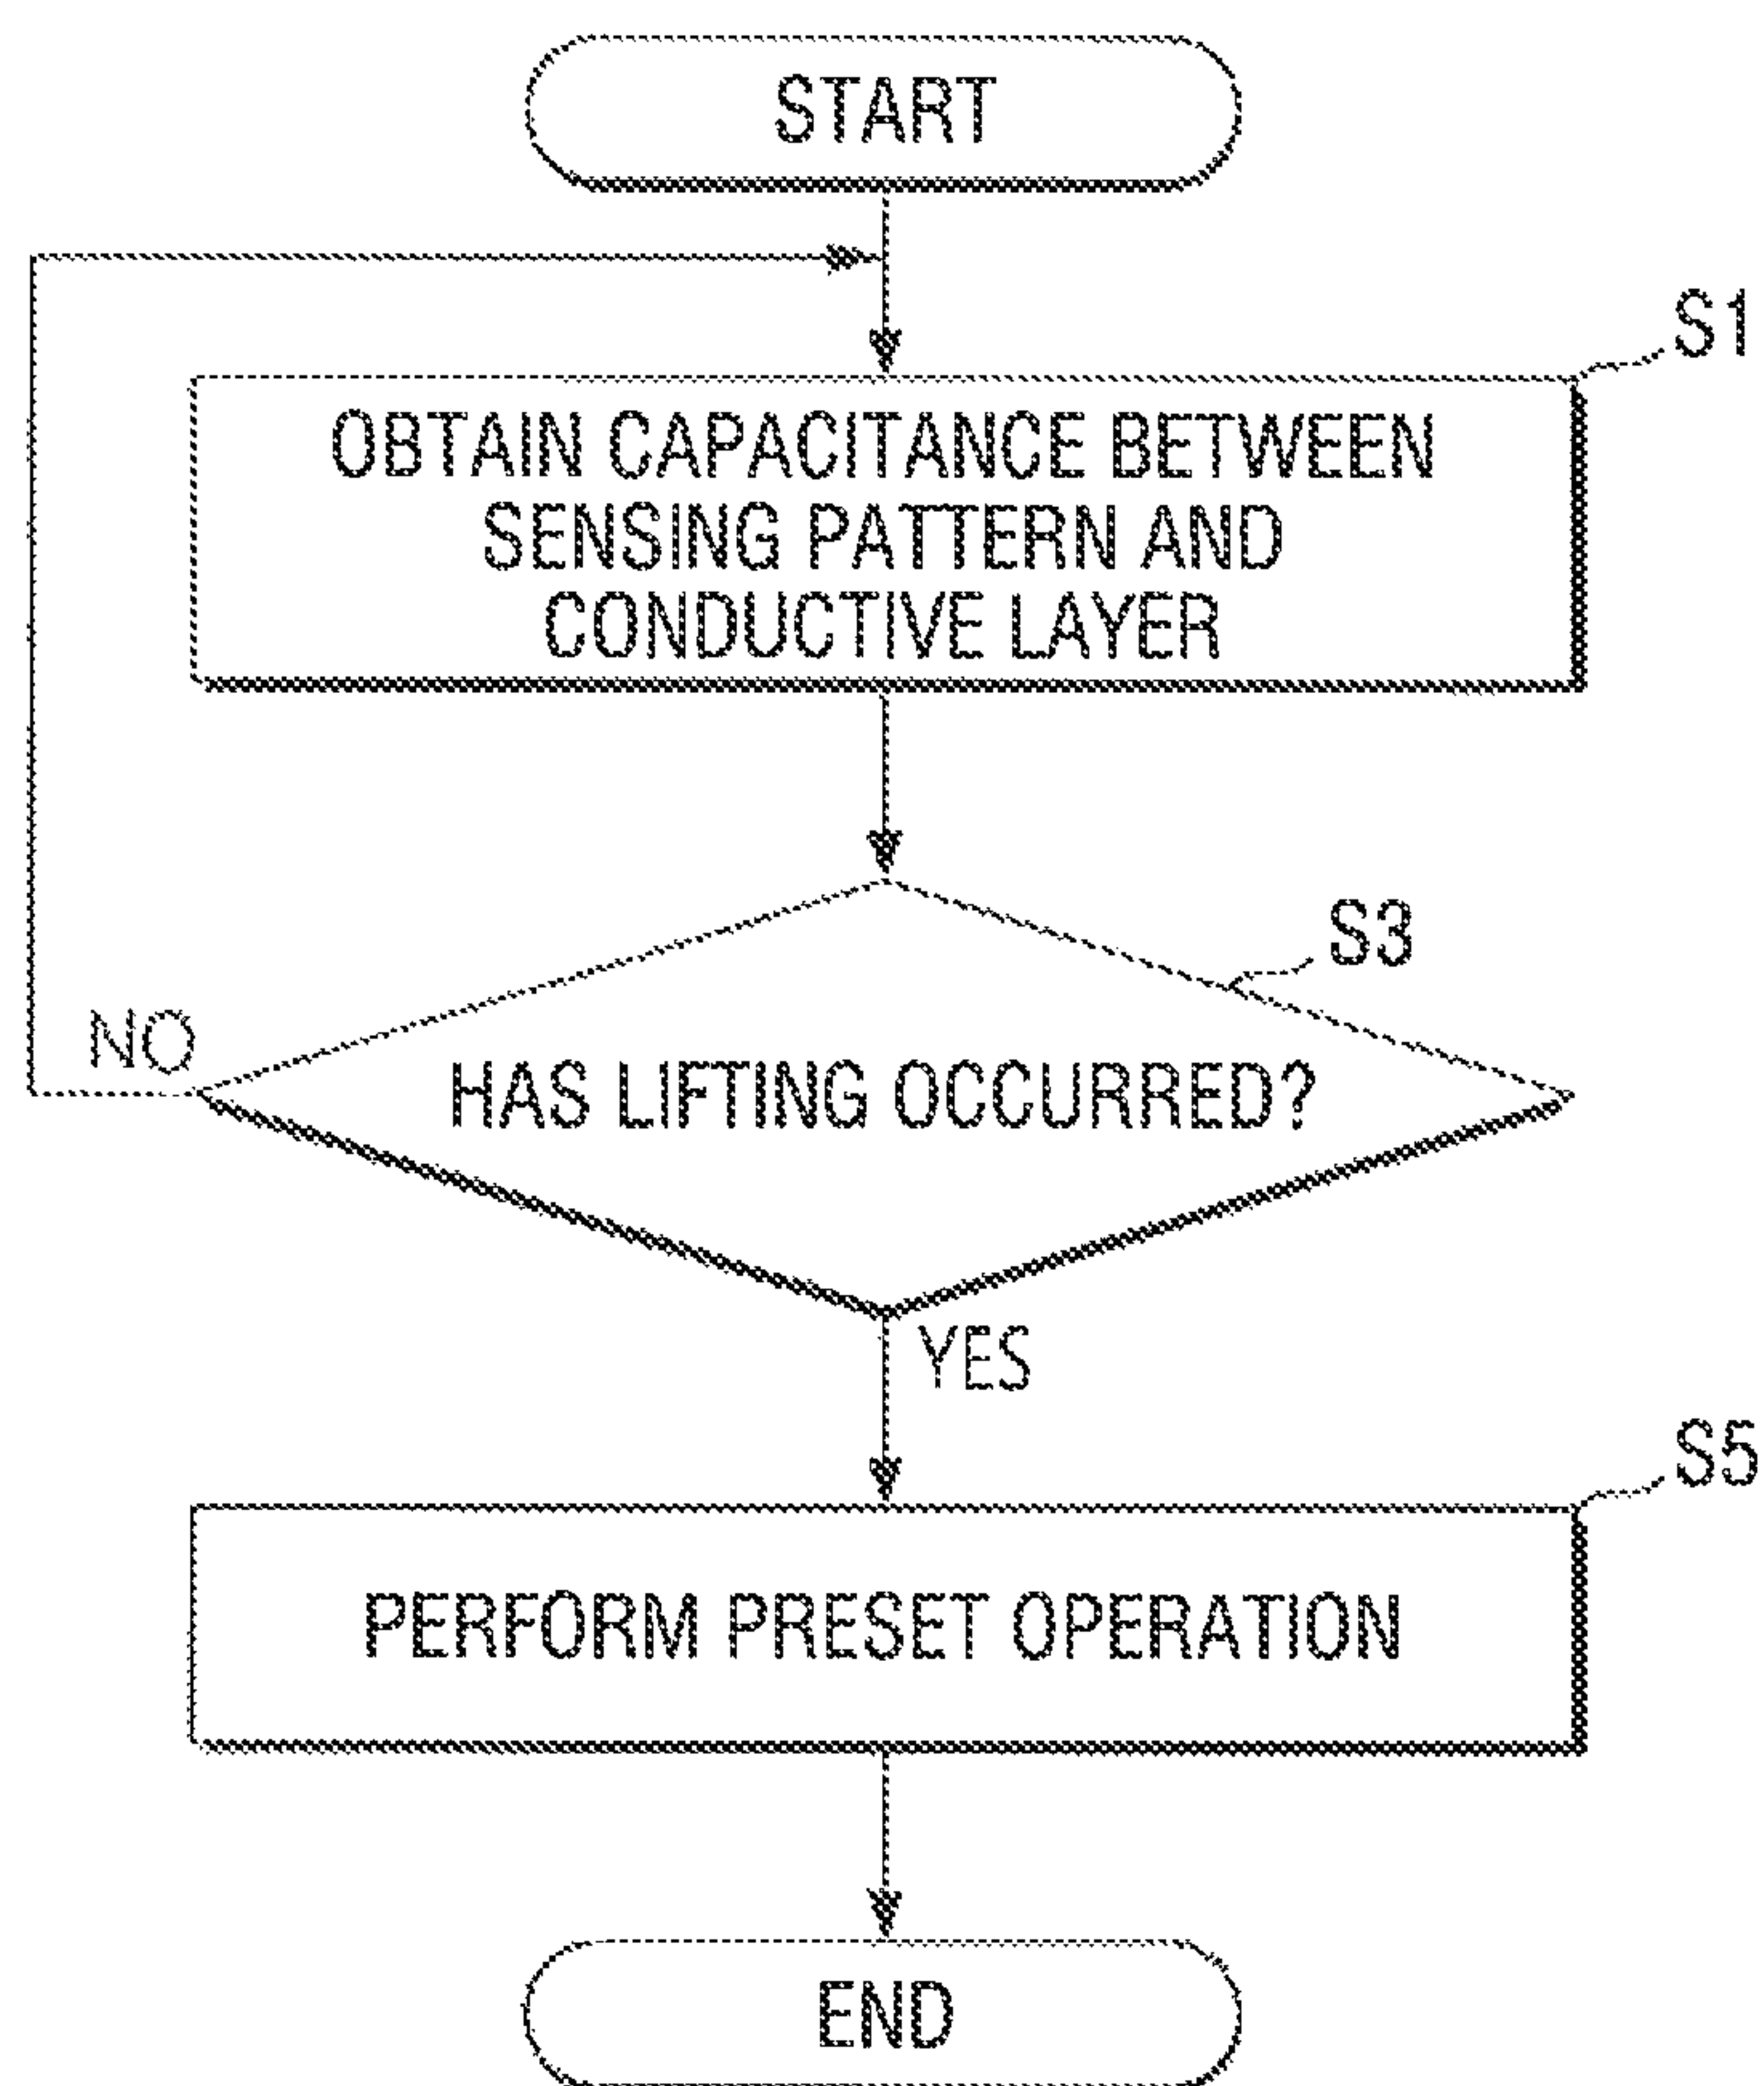 START
S1
OBTAIN CAPACITANCE BETWEEN
SENSING PATTERN AND
CONDUCTIVE LAYER
S3
NO
HAS LIFTING OCCURRED?
YES
S5
PERFORM PRESET OPERATION
END